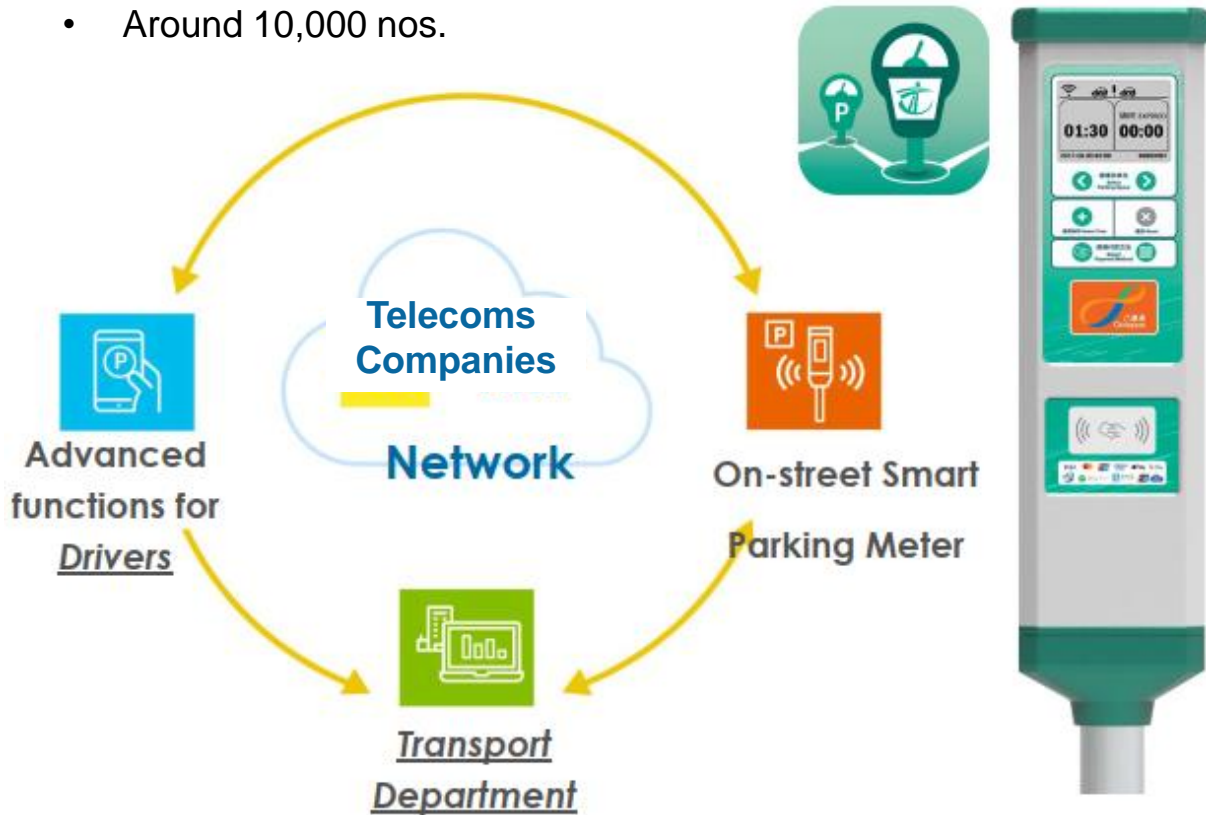 • Around 10,000 nos.
P
01:30 00:00
Telecoms
Companies
Network
P
P
Advanced
functions for
Drivers
On-street Smart
Parking Meter
Transport
Department
VISA